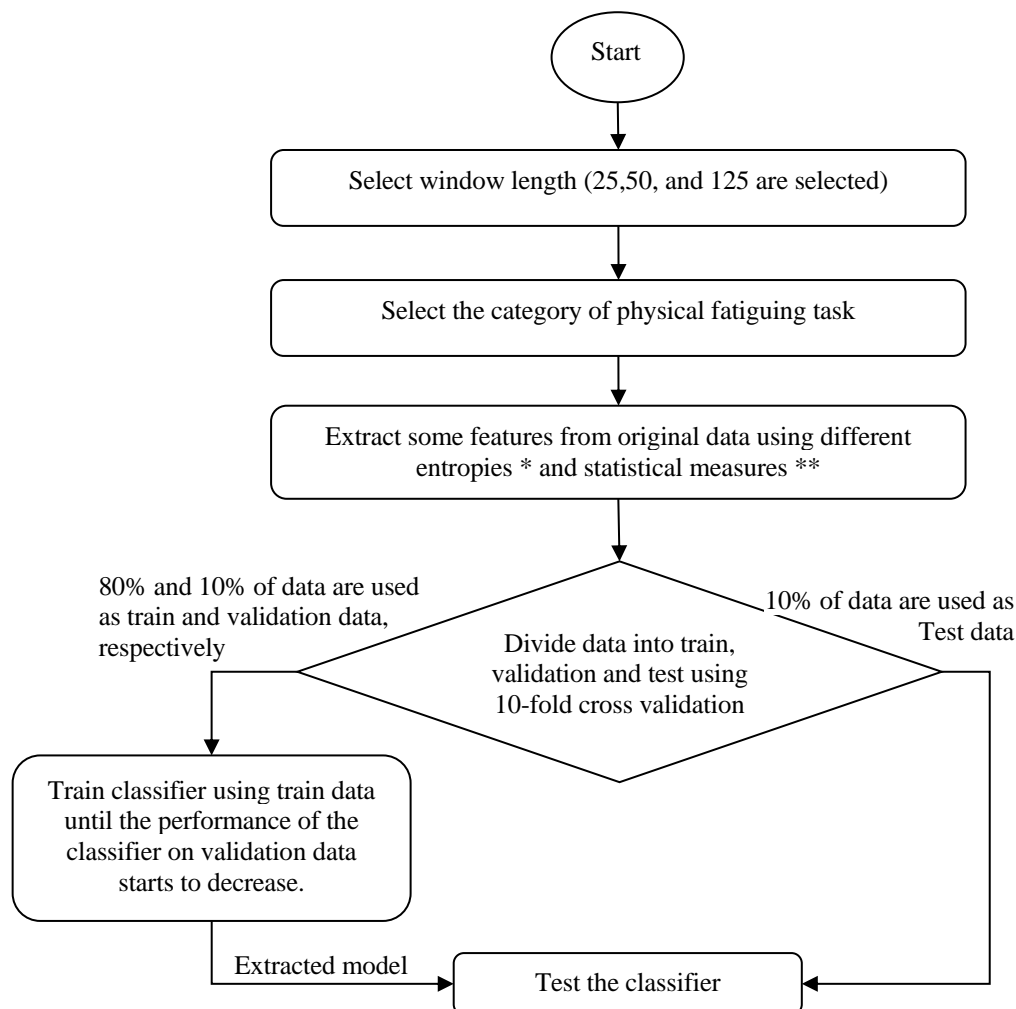 Start
Select window length (25,50, and 125 are selected)
Select the category of physical fatiguing task
Extract some features from original data using different
entropies * and statistical measures **
80% and 10% of data are used
as train and validation data,
respectively
10% of data are used as
Test data
Divide data into train,
validation and test using
10-fold cross validation
Train classifier using train data
until the performance of the
classifier on validation data
starts to decrease.
Extracted model
Test the classifier